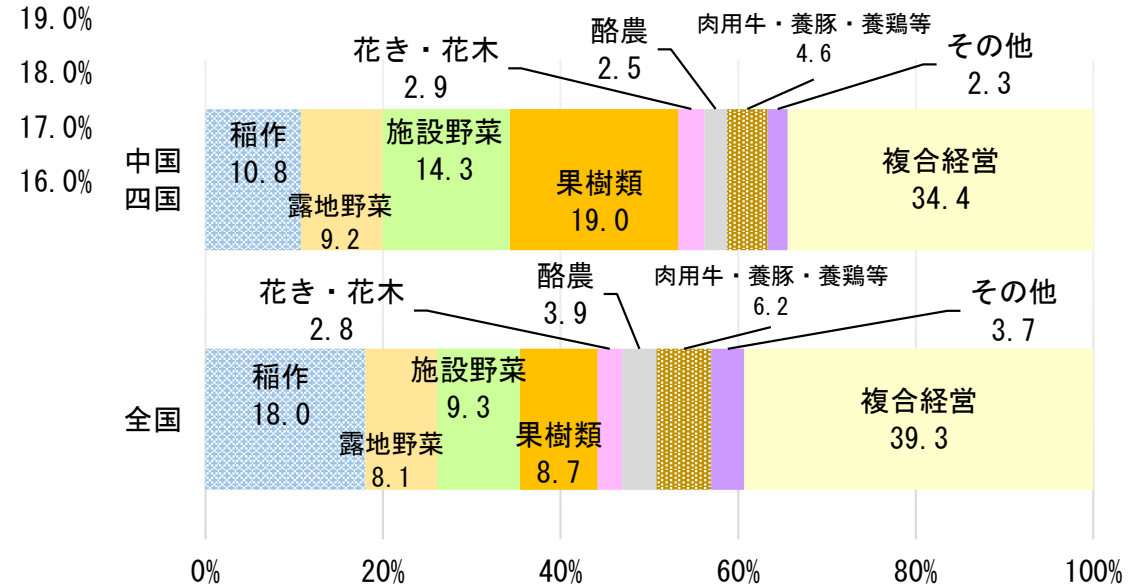 19.0%
18.0%
17.0%
16.0%
花き・花木
2.9
酪農
2.5
肉用牛・養豚・養鶏等
4.6
その他
2.3
中国
四国
稲作
10.8
露地野菜
9.2
施設野菜
14.3
果樹類
19.0
複合経営
34.4
花き・花木
2.8
酪農
3.9
肉用牛・養豚・養鶏等
6.2
その他
3.7
全国
稲作
18.0
露地野菜
8.1
施設野菜
9.3
果樹類
8.7
複合経営
39.3
0% 20% 40% 60% 80% 100%